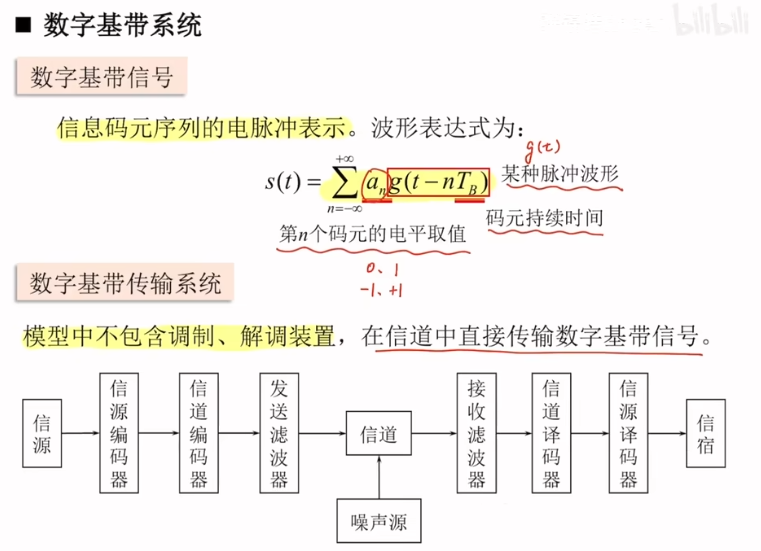 ■ 数字基带系统
bilibili
数字基带信号
信息码元序列的电脉冲表示。波形表达式为：
g(t)
s(t) = \sum_{n=-∞}^{+∞} a_n g(t-nT_B)
某种脉冲波形
码元持续时间
第n个码元的电平取值
0、1
-1、+1
数字基带传输系统
模型中不包含调制、解调装置，在信道中直接传输数字基带信号。
信源
信源编码器
信道编码器
发送滤波器
信道
接收滤波器
信道译码器
信源译码器
信宿
噪声源